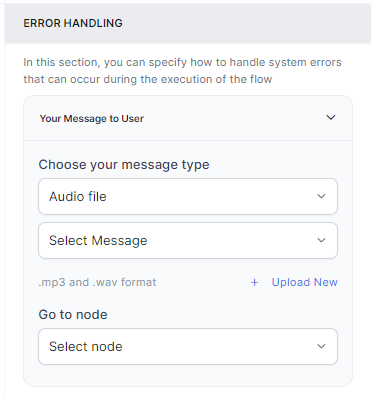 ERROR HANDLING
In this section, you can specify how to handle system errors
that can occur during the execution of the flow
Your Message to User
Choose your message type
Audio file
Select Message
.mp3 and .wav format
+ Upload New
Go to node
Select node